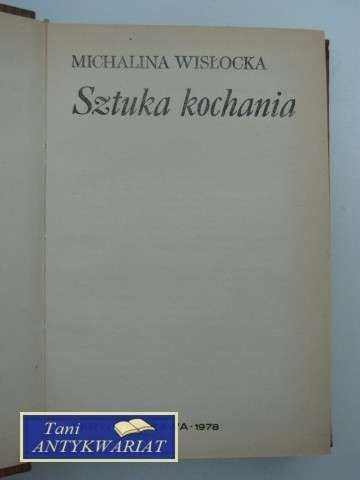 MICHALINA WISŁOCKA
Sztuka kochania
1978
Tani
ANTYKWARIAT